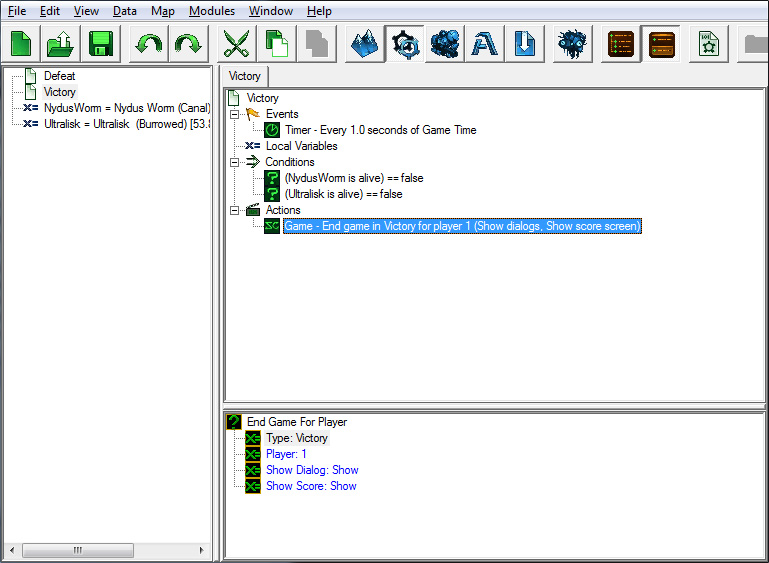 File Edit View Data Map Modules Window Help
Defeat
Victory
NydusWorm = Nydus Worm (Canal)
Ultralisk = Ultralisk (Burrowed) [53.8
Victory
Victory
Events
Timer - Every 1.0 seconds of Game Time
Local Variables
Conditions
(NydusWorm is alive) == false
(Ultralisk is alive) == false
Actions
Game - End game in Victory for player 1 (Show dialogs, Show score screen)
End Game For Player
Type: Victory
Player: 1
Show Dialog: Show
Show Score: Show